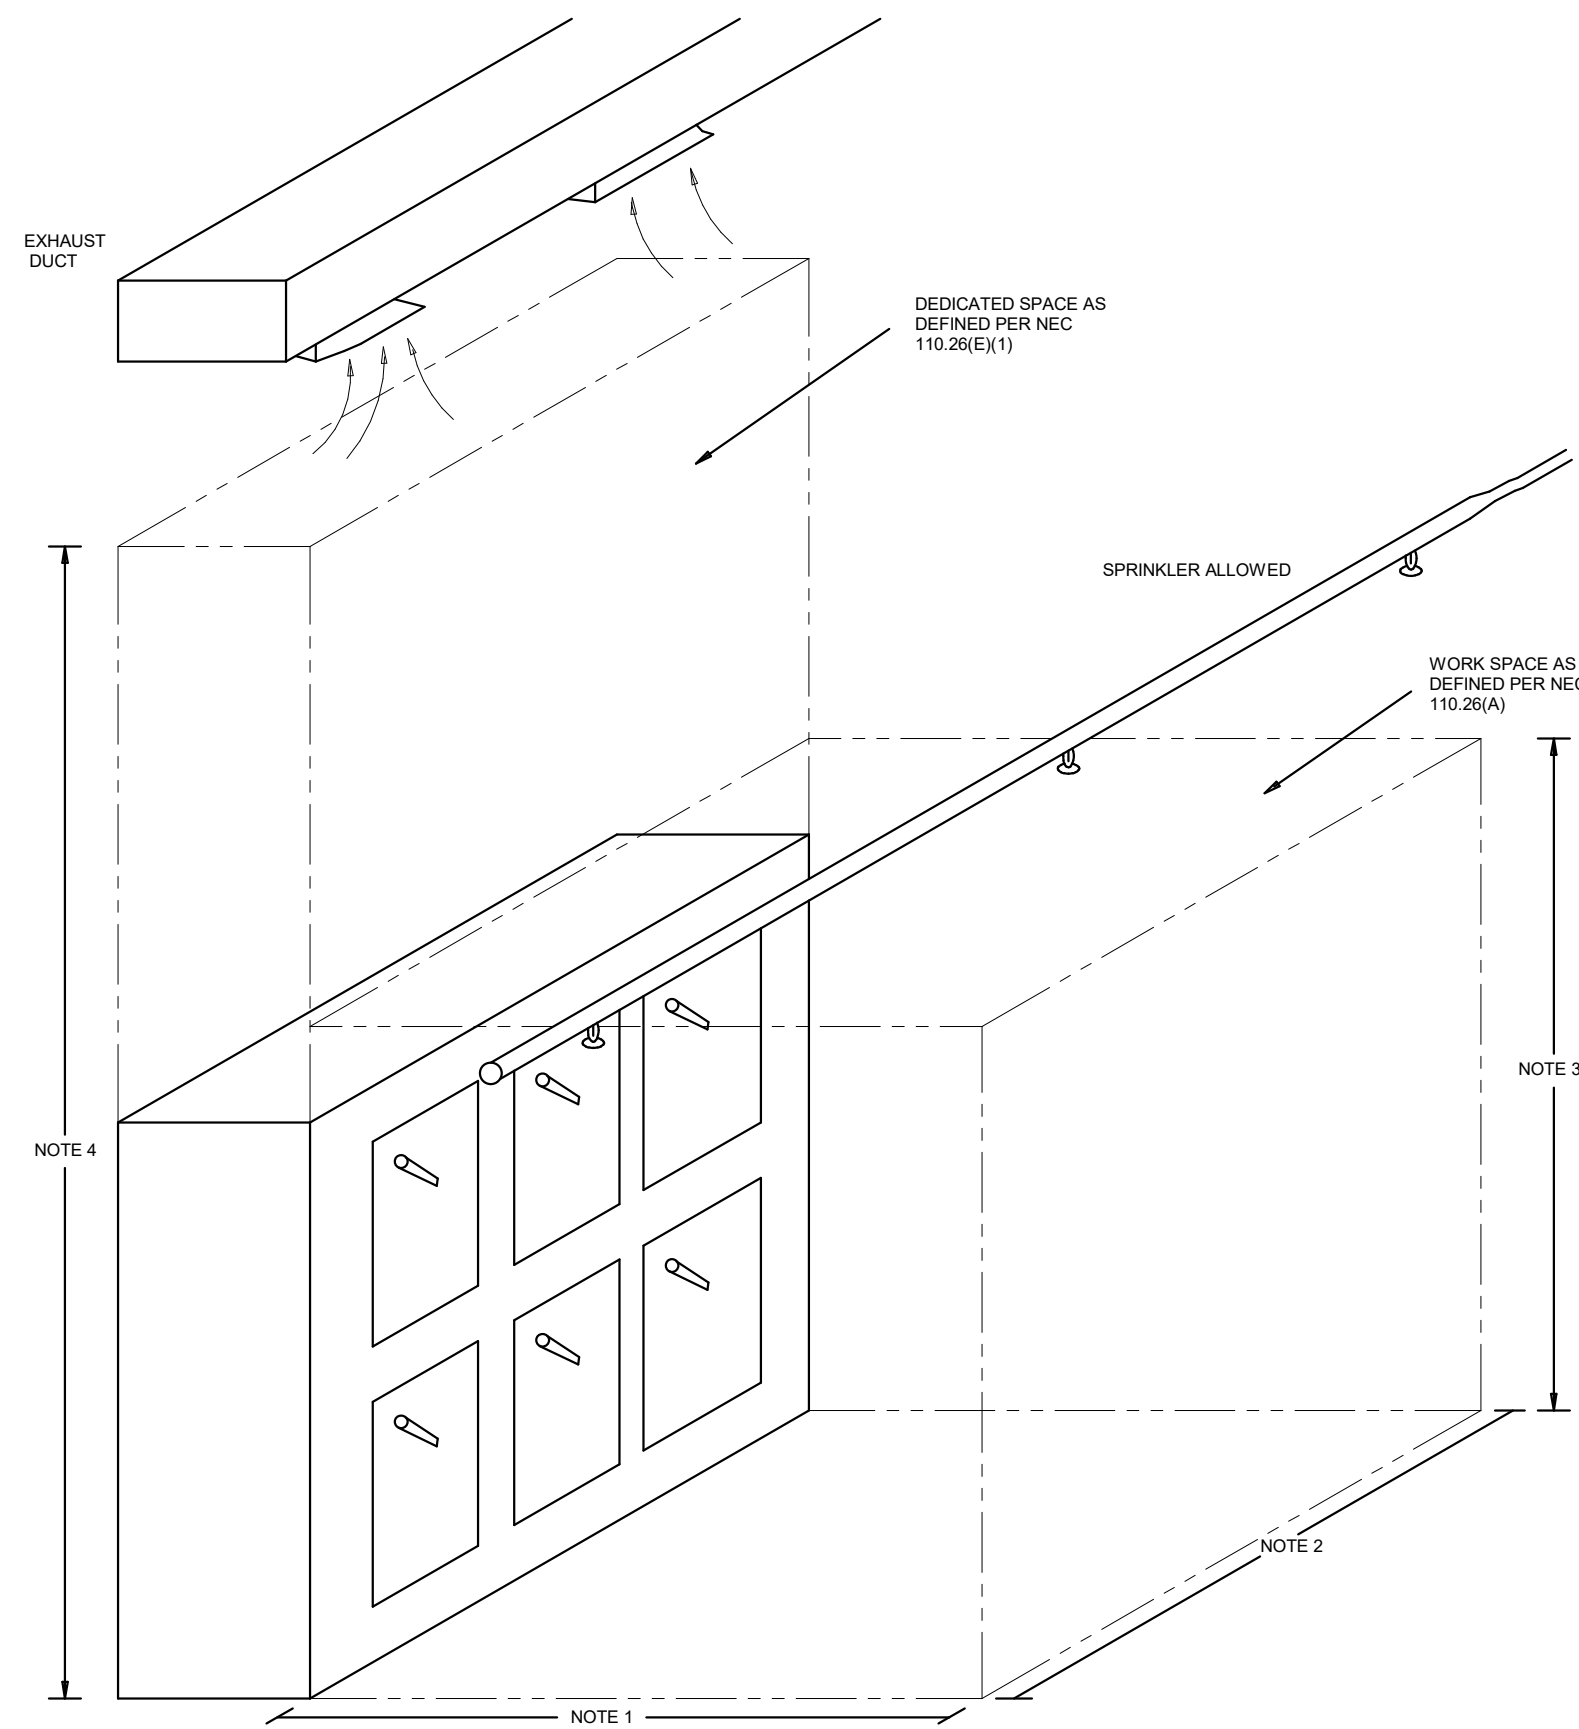 EXHAUST
DUCT
DEDICATED SPACE AS
DEFINED PER NEC
110.26(E)(1)
SPRINKLER ALLOWED
WORK SPACE AS
DEFINED PER NEC
110.26(A)
NOTE 3
NOTE 4
NOTE 2
NOTE 1